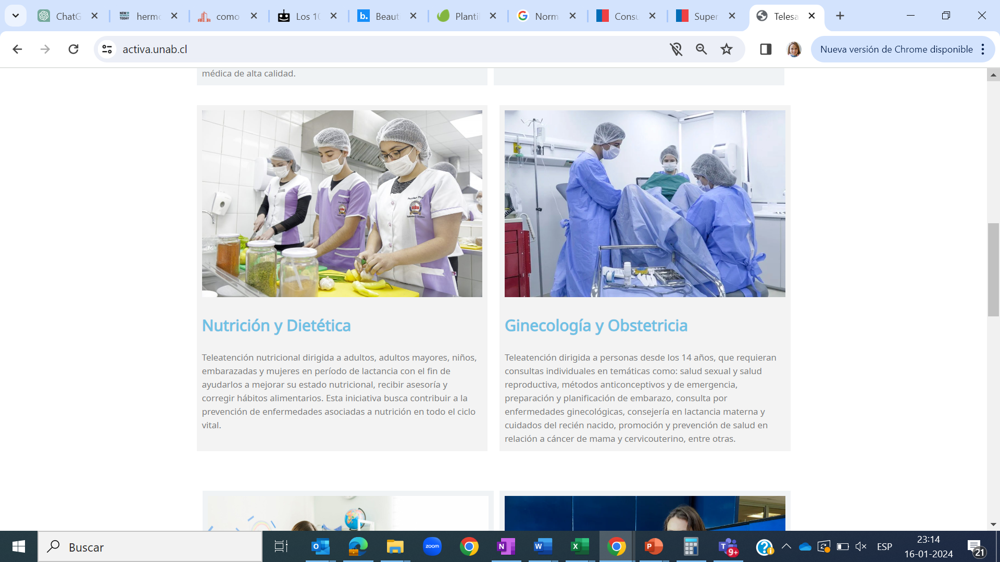 ChatG
hermo
como
Los 10
Beaut
Plantil
Norm
Consu
Super
Telesa
activa.unab.cl
Nueva versión de Chrome disponible
médica de alta calidad.
Nutrición y Dietética
Teleatención nutricional dirigida a adultos, adultos mayores, niños,
embarazadas y mujeres en período de lactancia con el fin de
ayudarlos a mejorar su estado nutricional, recibir asesoría y
corregir hábitos alimentarios. Esta iniciativa busca contribuir a la
prevención de enfermedades asociadas a nutrición en todo el ciclo
vital.
Ginecología y Obstetricia
Teleatención dirigida a personas desde los 14 años, que requieran
consultas individuales en temáticas como: salud sexual y salud
reproductiva, métodos anticonceptivos y de emergencia,
preparación y planificación de embarazo, consulta por
enfermedades ginecológicas, consejería en lactancia materna y
cuidados del recién nacido, promoción y prevención de salud en
relación a cáncer de mama y cervicouterino, entre otras.
Buscar
zoom
9+
ESP
23:14
16-01-2024
21